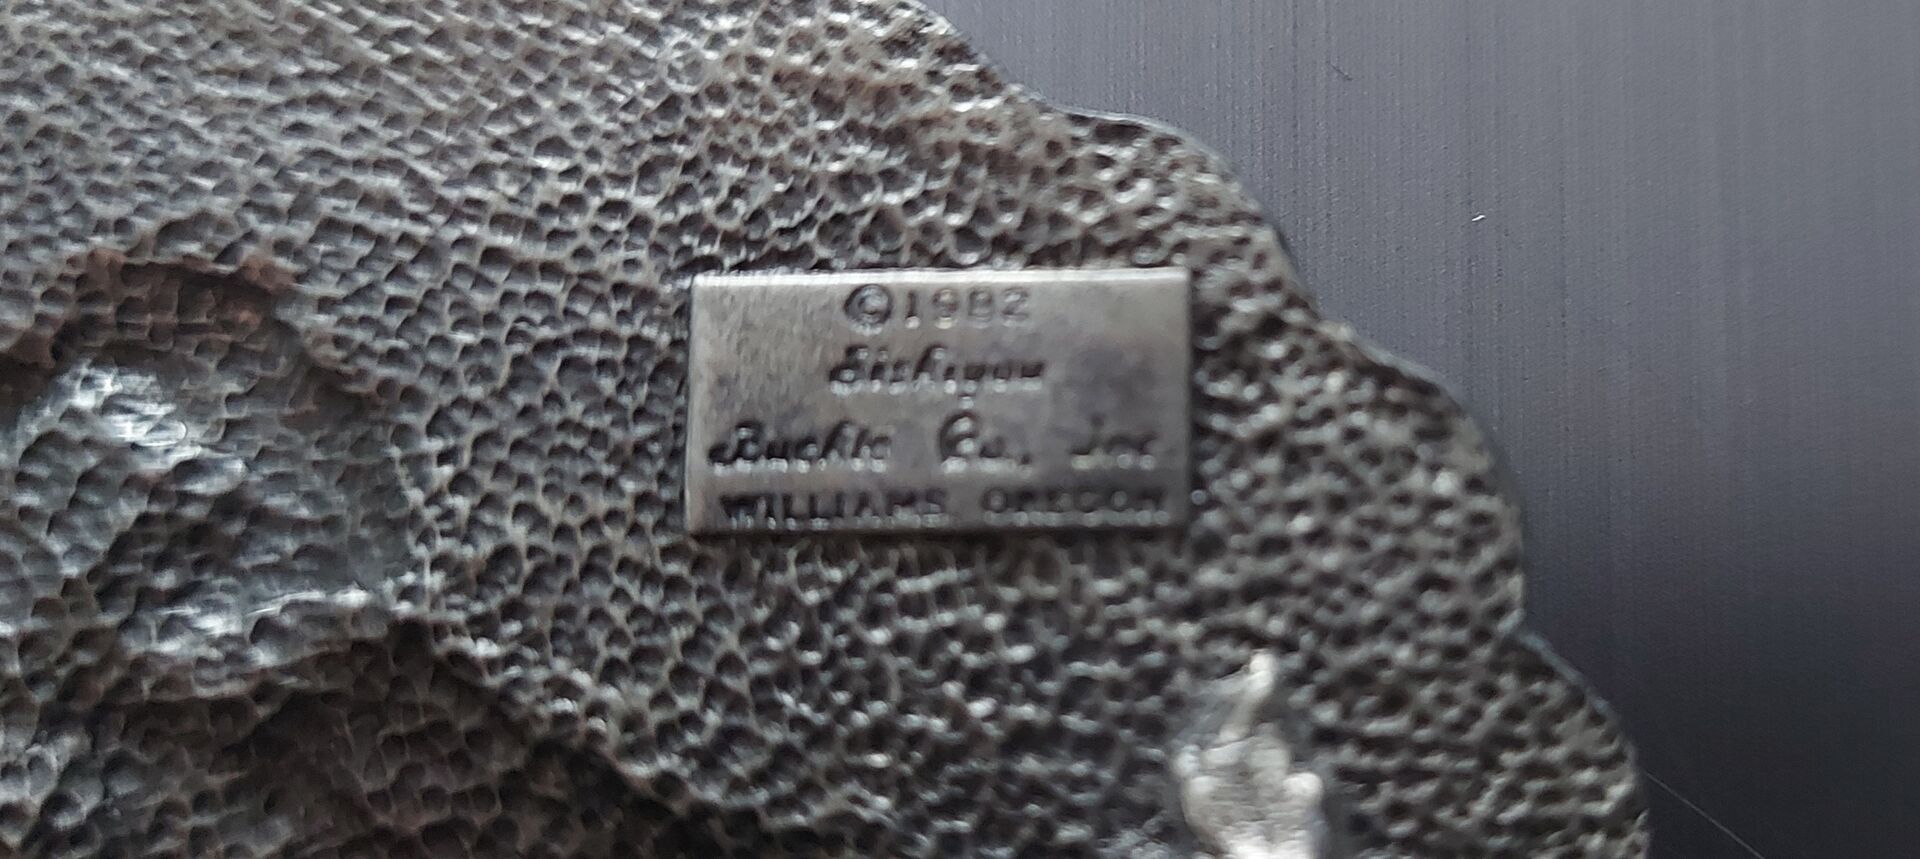 ©1982
Siskiyou
Buckle Co., Inc
WILLIAMS, OREGON